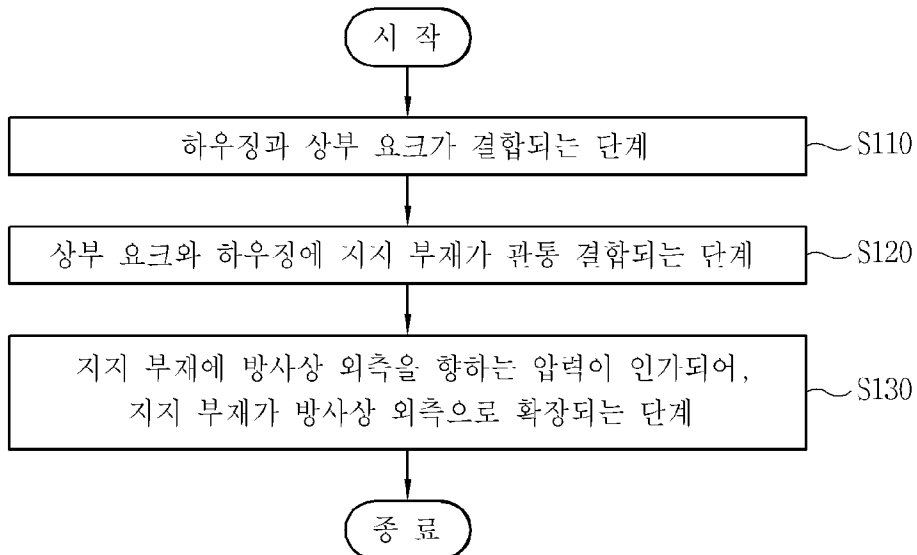 시 작
하우징과 상부 요크가 결합되는 단계
S110
상부 요크와 하우징에 지지 부재가 관통 결합되는 단계
S120
지지 부재에 방사상 외측을 향하는 압력이 인가되어,
지지 부재가 방사상 외측으로 확장되는 단계
S130
종 료